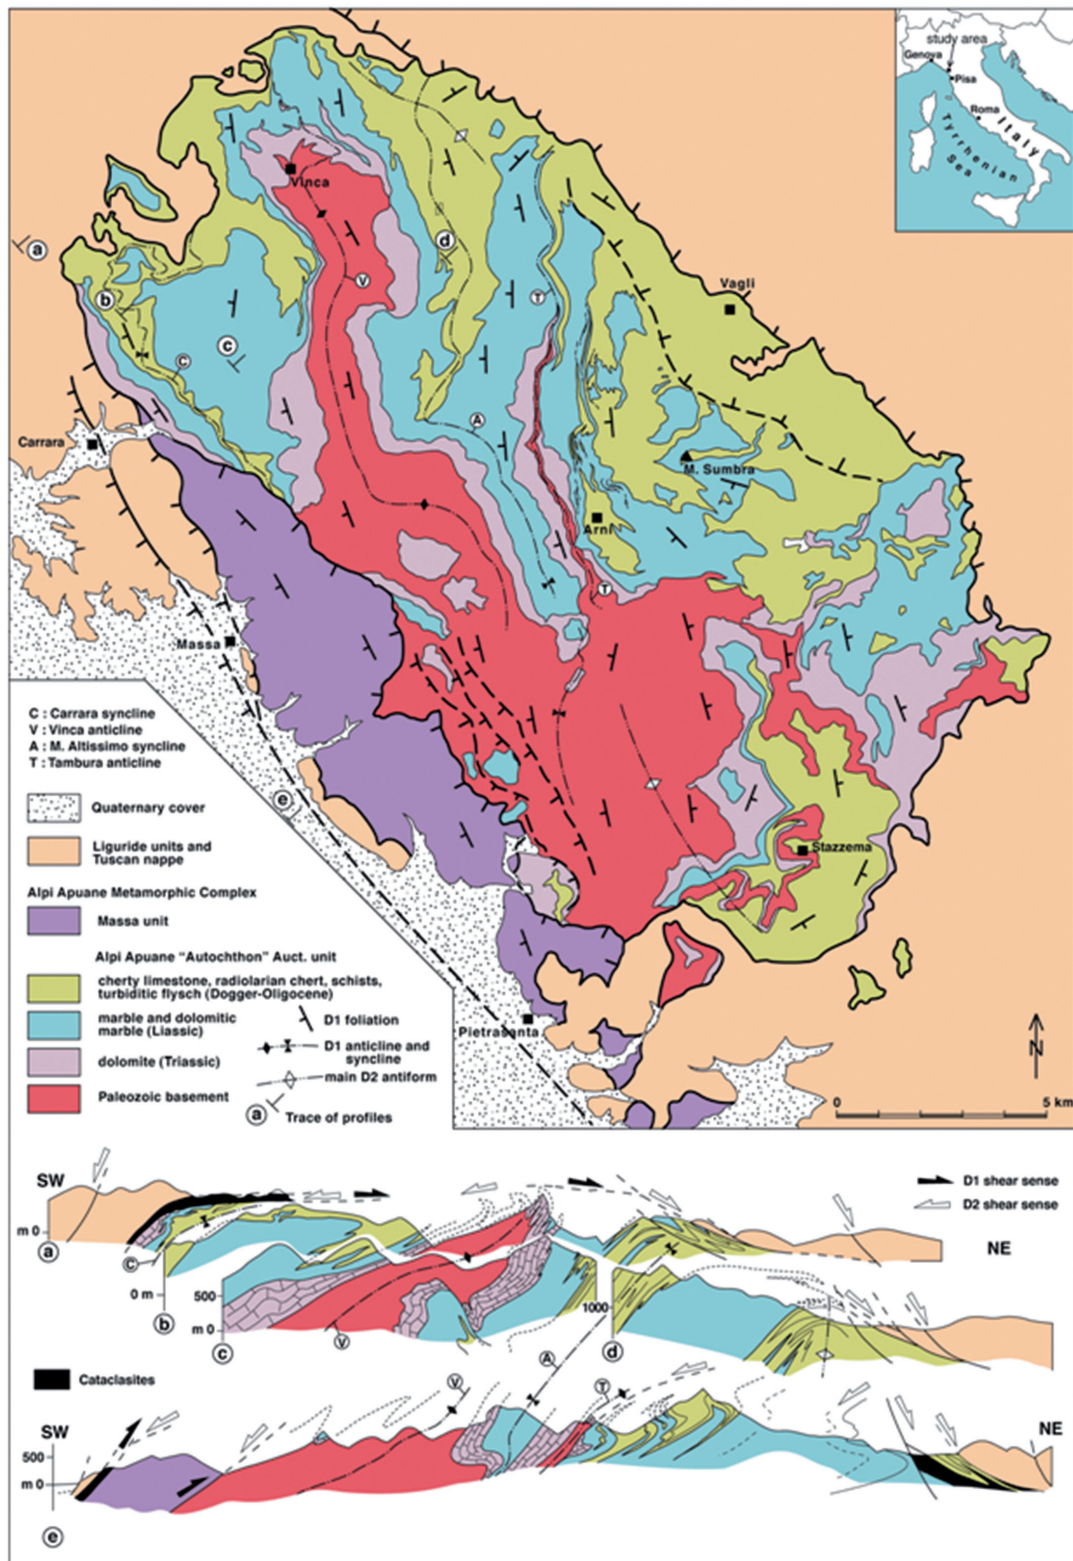 study area
Genova
Pisa
Roma
Italy
Tyrrhenian
Sea
a
Vinca
d
b
V
T
Vagli
C
c
A
Carrara
M. Sumbra
Arni
T
Massa
C : Carrara syncline
V : Vinca anticline
A : M. Altissimo syncline
T : Tambura anticline
e
Quaternary cover
Liguride units and
Tuscan nappe
Stazzema
Alpi Apuane Metamorphic Complex
Massa unit
Alpi Apuane “Autochthon” Auct. unit
cherty limestone, radiolarian chert, schists,
turbiditic flysch (Dogger-Oligocene)
marble and dolomitic
marble (Liassic)
dolomite (Triassic)
Paleozoic basement
D1 foliation
D1 anticline and
syncline
main D2 antiform
a Trace of profiles
Pietrasanta
N
0 5 km
SW
D1 shear sense
D2 shear sense
m 0
a
NE
C
0 m
b
500
m 0
c
V
1000
d
A
Cataclasites
V
T
SW
NE
500
m 0
e